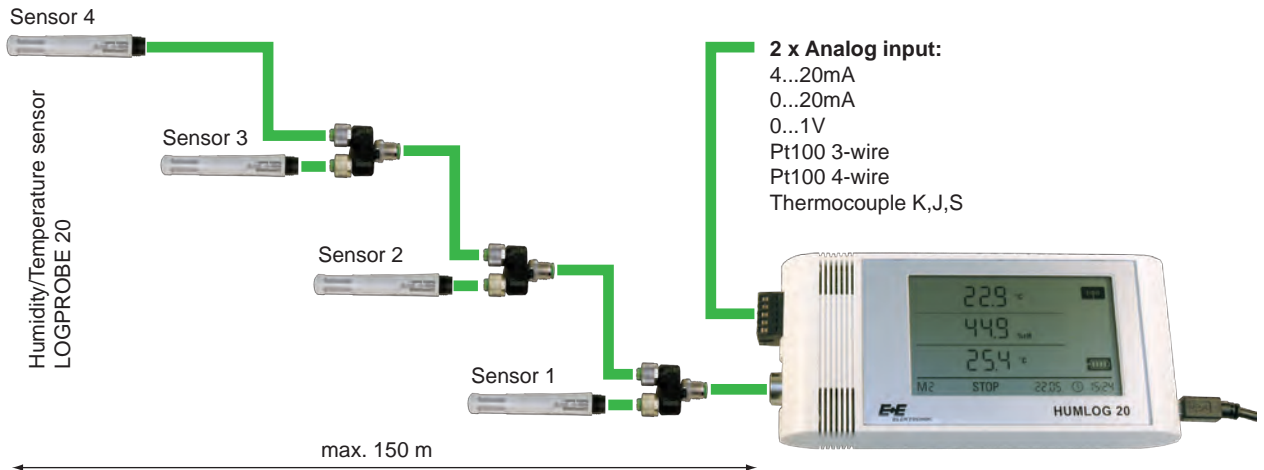 Sensor 4
Sensor 3
Sensor 2
Sensor 1
Humidity/Temperature sensor
LOGPROBE 20
max. 150 m
2 x Analog input:
4...20mA
0...20mA
0...1V
Pt100 3-wire
Pt100 4-wire
Thermocouple K,J,S
22.9 °C
44.9 %rH
25.4 °C
M2 STOP 22.05 15:24
E+E
ELEKTRONIK
HUMLOG 20